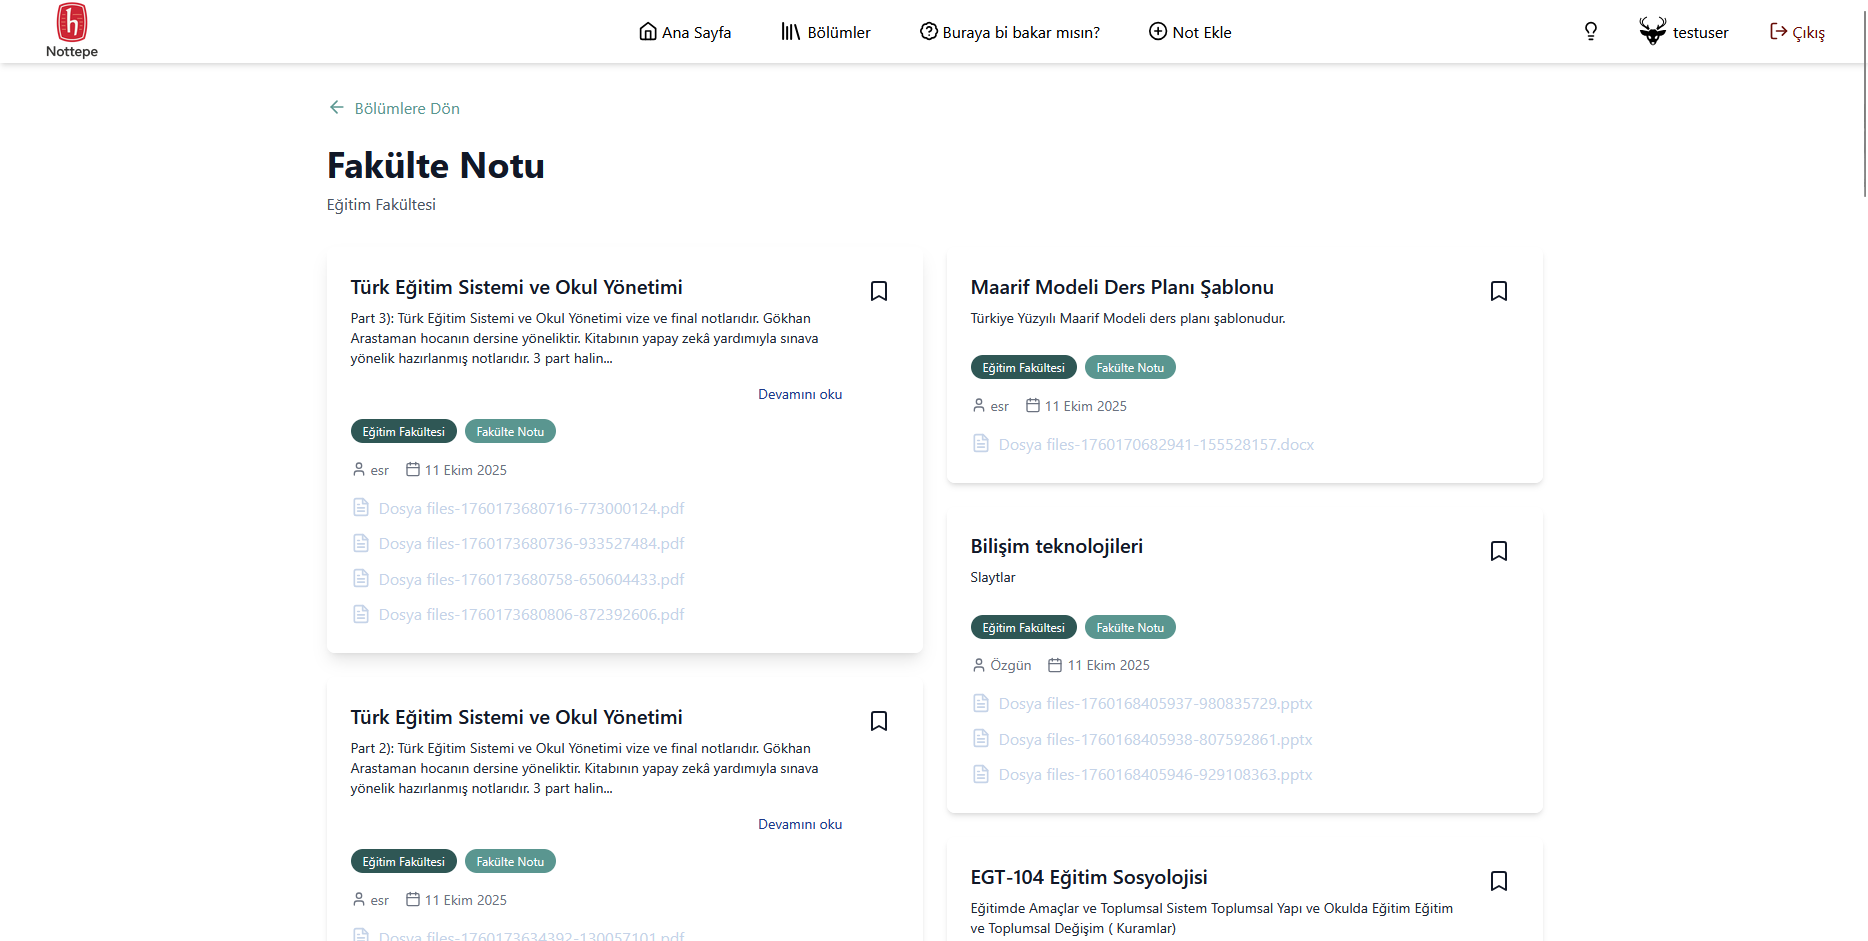 Nottepe
Ana Sayfa
Bölümler
Buraya bi bakar mısın?
Not Ekle
testuser
Çıkış
Bölümlere Dön
Fakülte Notu
Eğitim Fakültesi
Türk Eğitim Sistemi ve Okul Yönetimi
Part 3): Türk Eğitim Sistemi ve Okul Yönetimi vize ve final notlarıdır. Gökhan
Arastaman hocanın dersine yöneliktir. Kitabının yapay zekâ yardımıyla sınava
yönelik hazırlanmış notlarıdır. 3 part halin...
Devamını oku
Eğitim Fakültesi
Fakülte Notu
esr
11 Ekim 2025
Dosya files-1760173680716-773000124.pdf
Dosya files-1760173680736-933527484.pdf
Dosya files-1760173680758-650604433.pdf
Dosya files-1760173680806-872392606.pdf
Türk Eğitim Sistemi ve Okul Yönetimi
Part 2): Türk Eğitim Sistemi ve Okul Yönetimi vize ve final notlarıdır. Gökhan
Arastaman hocanın dersine yöneliktir. Kitabının yapay zekâ yardımıyla sınava
yönelik hazırlanmış notlarıdır. 3 part halin...
Devamını oku
Eğitim Fakültesi
Fakülte Notu
esr
11 Ekim 2025
Dosya files-1760173634392-130057101.pdf
Maarif Modeli Ders Planı Şablonu
Türkiye Yüzyılı Maarif Modeli ders planı şablonudur.
Eğitim Fakültesi
Fakülte Notu
esr
11 Ekim 2025
Dosya files-1760170682941-155528157.docx
Bilişim teknolojileri
Slaytlar
Eğitim Fakültesi
Fakülte Notu
Özgün
11 Ekim 2025
Dosya files-1760168405937-980835729.pptx
Dosya files-1760168405938-807592861.pptx
Dosya files-1760168405946-929108363.pptx
EGT-104 Eğitim Sosyolojisi
Eğitimde Amaçlar ve Toplumsal Sistem Toplumsal Yapı ve Okulda Eğitim Eğitim
ve Toplumsal Değişim ( Kuramlar)